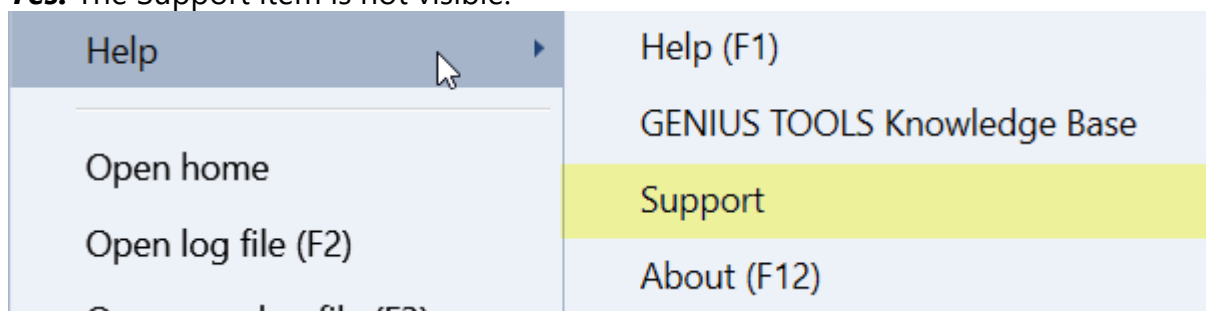 Yes. The Support item is not visible.
Help
Open home
Open log file (F2)
Help (F1)
GENIUS TOOLS Knowledge Base
Support
About (F12)